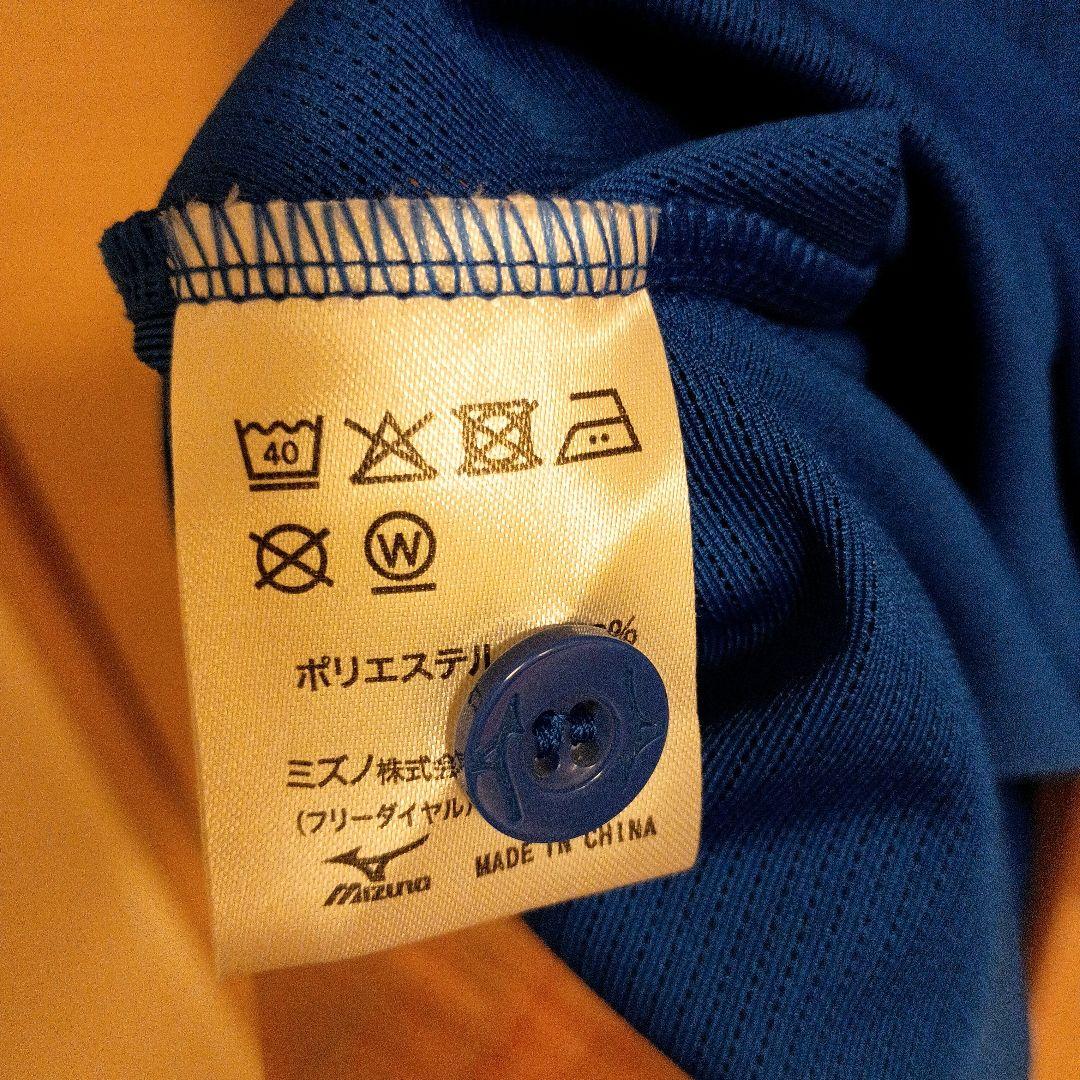 40
W
ポリエステル %
ミズノ株式会
(フリーダイヤル
mizuno
MADE IN CHINA